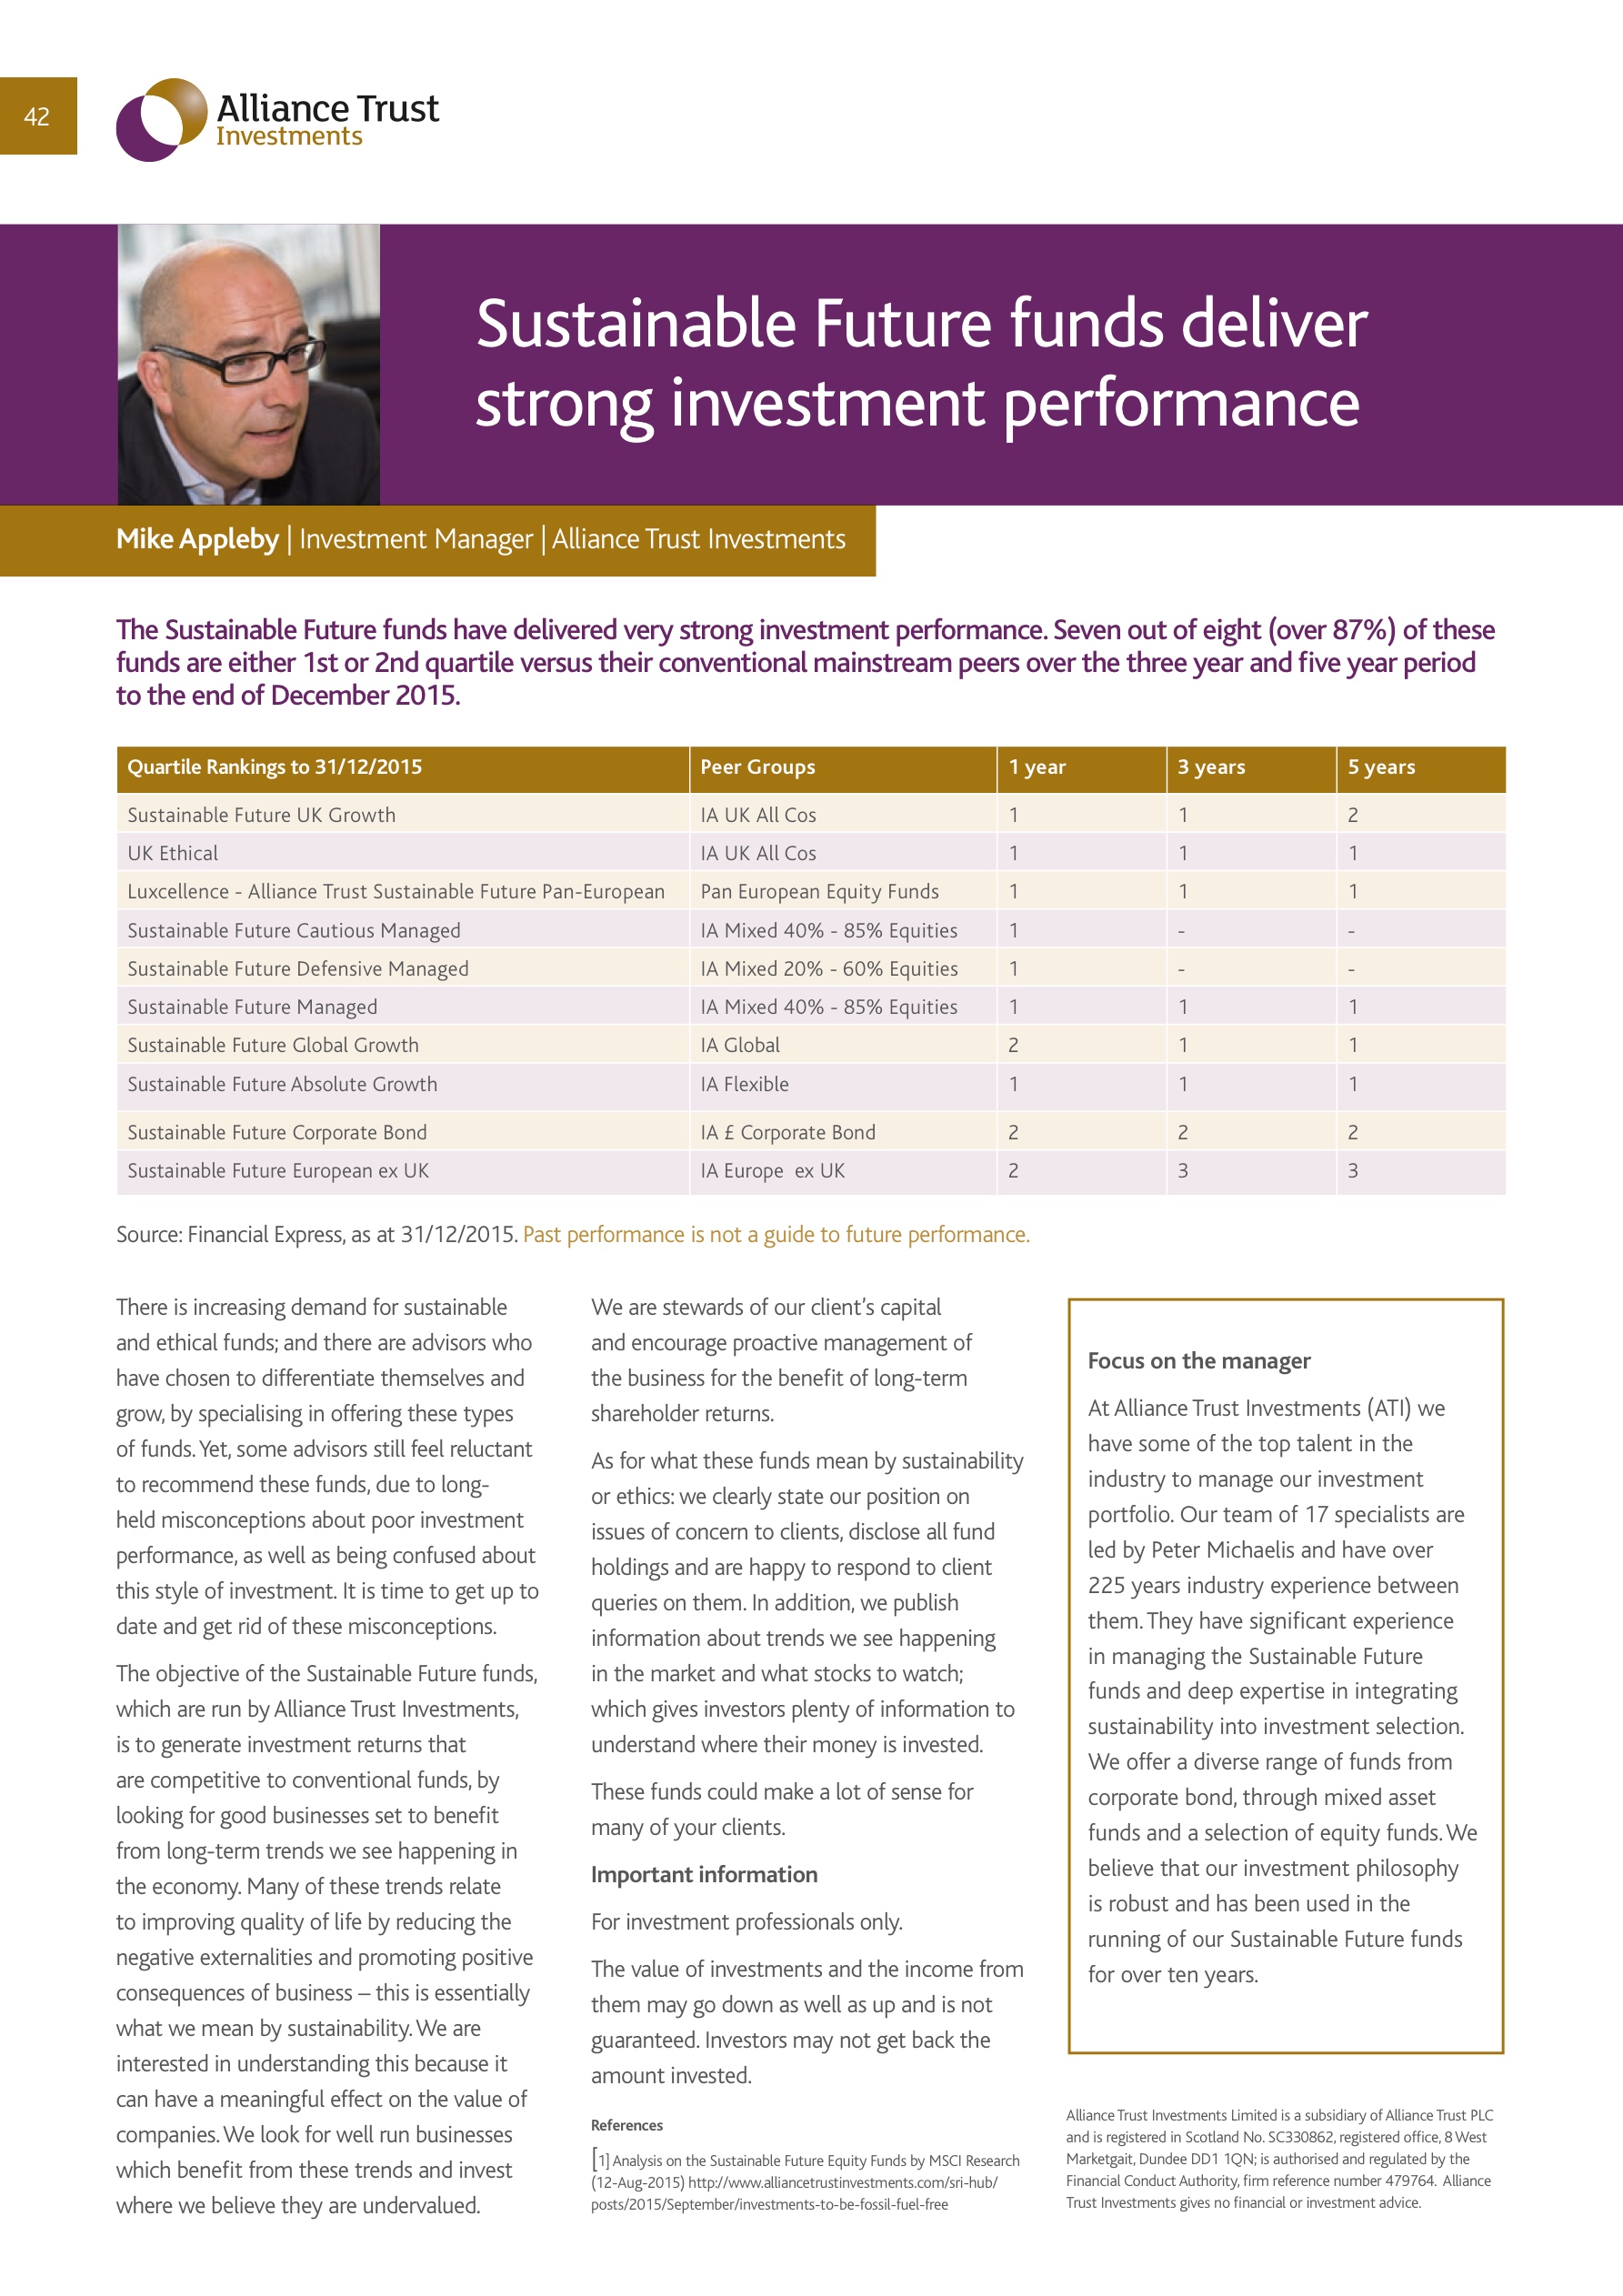 42
Alliance Trust
Investments
Sustainable Future funds deliver
strong investment performance
Mike Appleby | Investment Manager | Alliance Trust Investments
The Sustainable Future funds have delivered very strong investment performance. Seven out of eight (over 87%) of these
funds are either 1st or 2nd quartile versus their conventional mainstream peers over the three year and five year period
to the end of December 2015.
Quartile Rankings to 31/12/2015 Peer Groups 1 year 3 years 5 years
Sustainable Future UK Growth IA UK All Cos 1 1 2
UK Ethical IA UK All Cos 1 1 1
Luxcellence - Alliance Trust Sustainable Future Pan-European Pan European Equity Funds 1 1 1
Sustainable Future Cautious Managed IA Mixed 40% - 85% Equities 1 - -
Sustainable Future Defensive Managed IA Mixed 20% - 60% Equities 1 - -
Sustainable Future Managed IA Mixed 40% - 85% Equities 1 1 1
Sustainable Future Global Growth IA Global 2 1 1
Sustainable Future Absolute Growth IA Flexible 1 1 1
Sustainable Future Corporate Bond IA £ Corporate Bond 2 2 2
Sustainable Future European ex UK IA Europe ex UK 2 3 3
Source: Financial Express, as at 31/12/2015. Past performance is not a guide to future performance.
There is increasing demand for sustainable
and ethical funds; and there are advisors who
have chosen to differentiate themselves and
grow, by specialising in offering these types
of funds. Yet, some advisors still feel reluctant
to recommend these funds, due to long-
held misconceptions about poor investment
performance, as well as being confused about
this style of investment. It is time to get up to
date and get rid of these misconceptions.
The objective of the Sustainable Future funds,
which are run by Alliance Trust Investments,
is to generate investment returns that
are competitive to conventional funds, by
looking for good businesses set to benefit
from long-term trends we see happening in
the economy. Many of these trends relate
to improving quality of life by reducing the
negative externalities and promoting positive
consequences of business – this is essentially
what we mean by sustainability. We are
interested in understanding this because it
can have a meaningful effect on the value of
companies. We look for well run businesses
which benefit from these trends and invest
where we believe they are undervalued.
We are stewards of our client's capital
and encourage proactive management of
the business for the benefit of long-term
shareholder returns.
As for what these funds mean by sustainability
or ethics: we clearly state our position on
issues of concern to clients, disclose all fund
holdings and are happy to respond to client
queries on them. In addition, we publish
information about trends we see happening
in the market and what stocks to watch;
which gives investors plenty of information to
understand where their money is invested.
These funds could make a lot of sense for
many of your clients.
Important information
For investment professionals only.
The value of investments and the income from
them may go down as well as up and is not
guaranteed. Investors may not get back the
amount invested.
References
[1] Analysis on the Sustainable Future Equity Funds by MSCI Research
(12-Aug-2015) http://www.alliancetrustinvestments.com/sri-hub/
posts/2015/September/investments-to-be-fossil-fuel-free
Focus on the manager
At Alliance Trust Investments (ATI) we
have some of the top talent in the
industry to manage our investment
portfolio. Our team of 17 specialists are
led by Peter Michaelis and have over
225 years industry experience between
them. They have significant experience
in managing the Sustainable Future
funds and deep expertise in integrating
sustainability into investment selection.
We offer a diverse range of funds from
corporate bond, through mixed asset
funds and a selection of equity funds. We
believe that our investment philosophy
is robust and has been used in the
running of our Sustainable Future funds
for over ten years.
Alliance Trust Investments Limited is a subsidiary of Alliance Trust PLC
and is registered in Scotland No. SC330862, registered office, 8 West
Marketgait, Dundee DD1 1QN; is authorised and regulated by the
Financial Conduct Authority, firm reference number 479764. Alliance
Trust Investments gives no financial or investment advice.